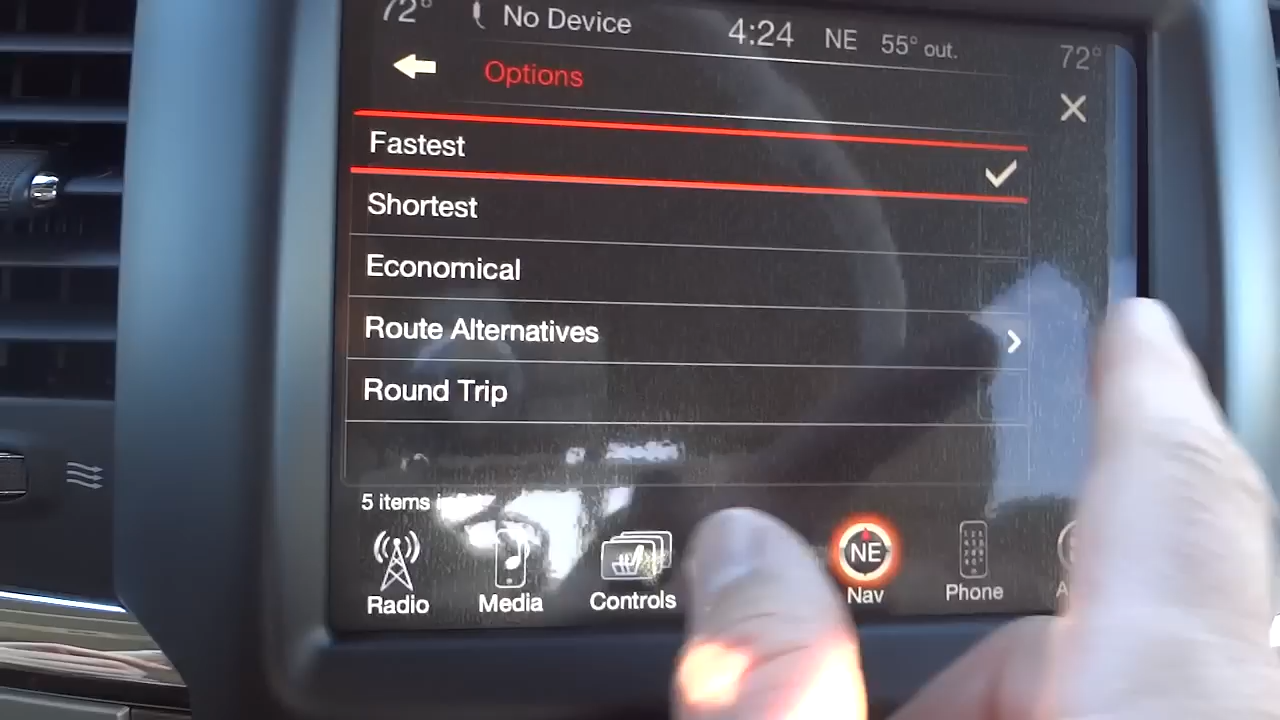 72° No Device 4:24 NE 55° out. 72°
Options
Fastest
Shortest
Economical
Route Alternatives
Round Trip
5 items
NE
Radio Media Controls Nav Phone